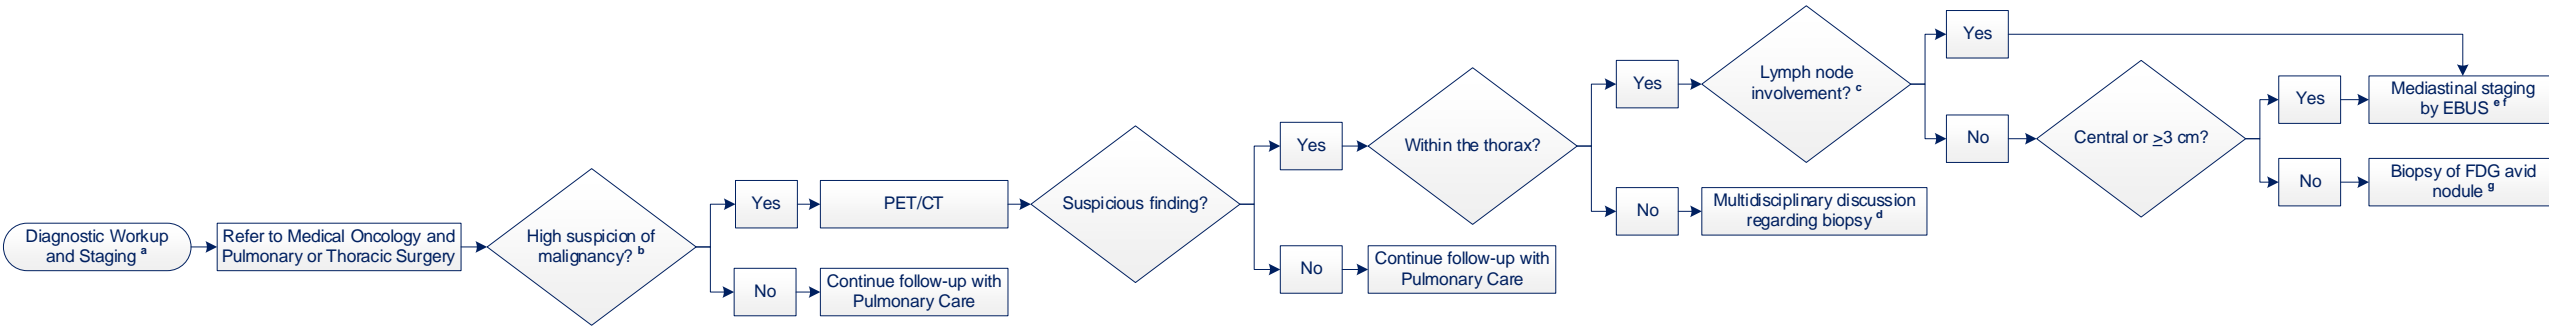 Diagnostic Workup
and Staging a
Refer to Medical Oncology and
Pulmonary or Thoracic Surgery
High suspicion of
malignancy? b
Yes
PET/CT
No
Continue follow-up with
Pulmonary Care
Suspicious finding?
Yes
Within the thorax?
No
Continue follow-up with
Pulmonary Care
Yes
Lymph node
involvement? c
No
Multidisciplinary discussion
regarding biopsy d
Yes
No
Central or ≥3 cm?
Yes
Mediastinal staging
by EBUS e f
No
Biopsy of FDG avid
nodule g